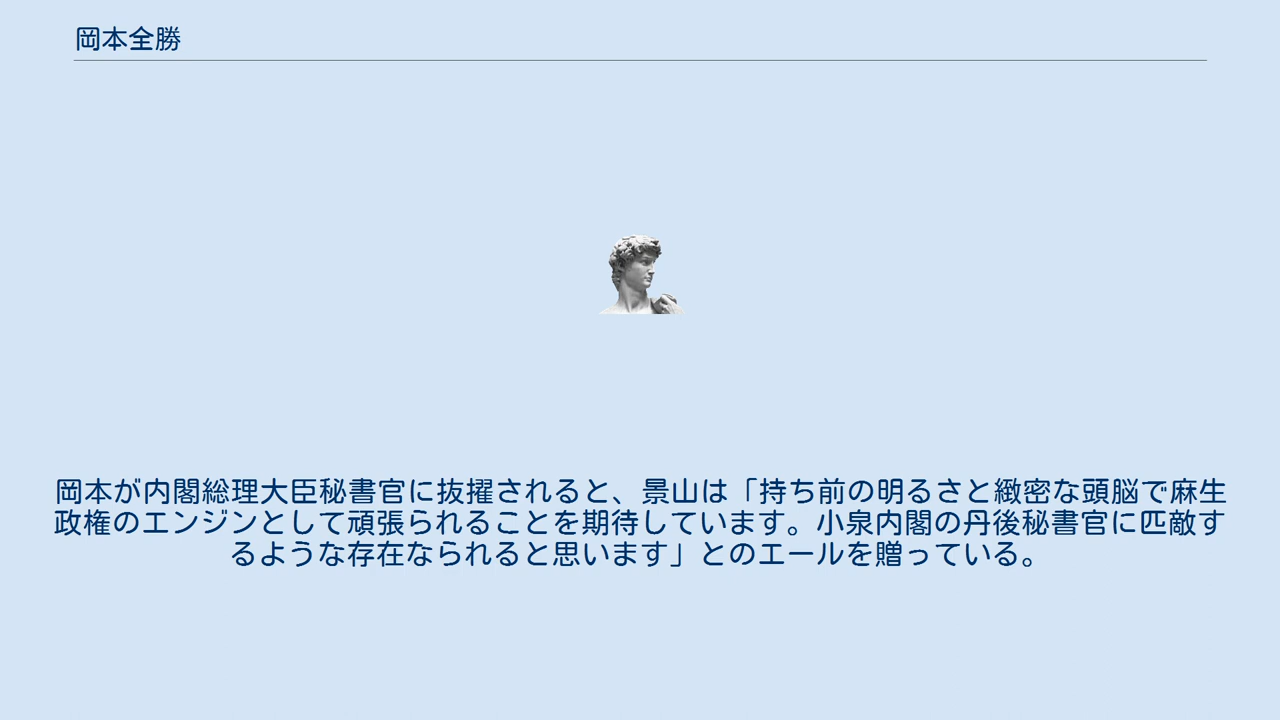 岡本全勝
岡本が内閣総理大臣秘書官に抜擢されると、景山は「持ち前の明るさと緻密な頭脳で麻生
政権のエンジンとして頑張られることを期待しています。小泉内閣の丹後秘書官に匹敵す
るような存在なられると思います」とのエールを贈っている。